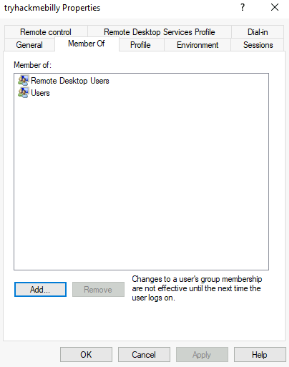 tryhackmebilly Properties
?
Remote control
Remote Desktop Services Profile
Dial-in
General
Member Of
Profile
Environment
Sessions
Member of:
Remote Desktop Users
Users
Add...
Remove
Changes to a user's group membership
are not effective until the next time the
user logs on.
OK
Cancel
Apply
Help